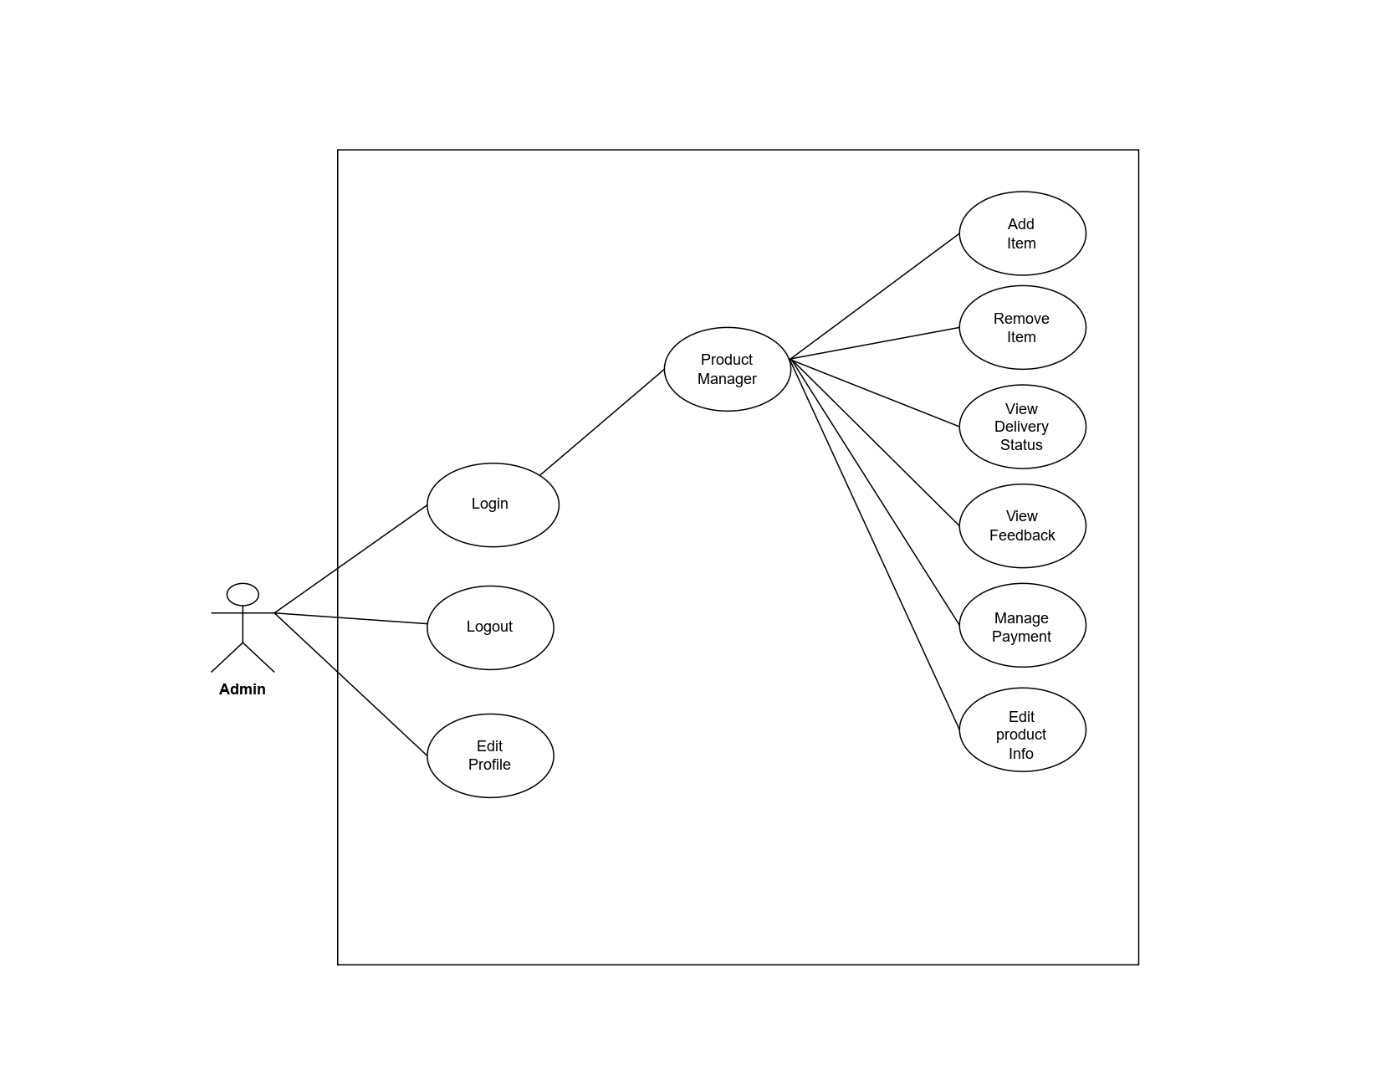 Add
Item
Remove
Item
Product
Manager
View
Delivery
Status
Login
View
Feedback
Logout
Manage
Payment
Admin
Edit
Profile
Edit
product
Info